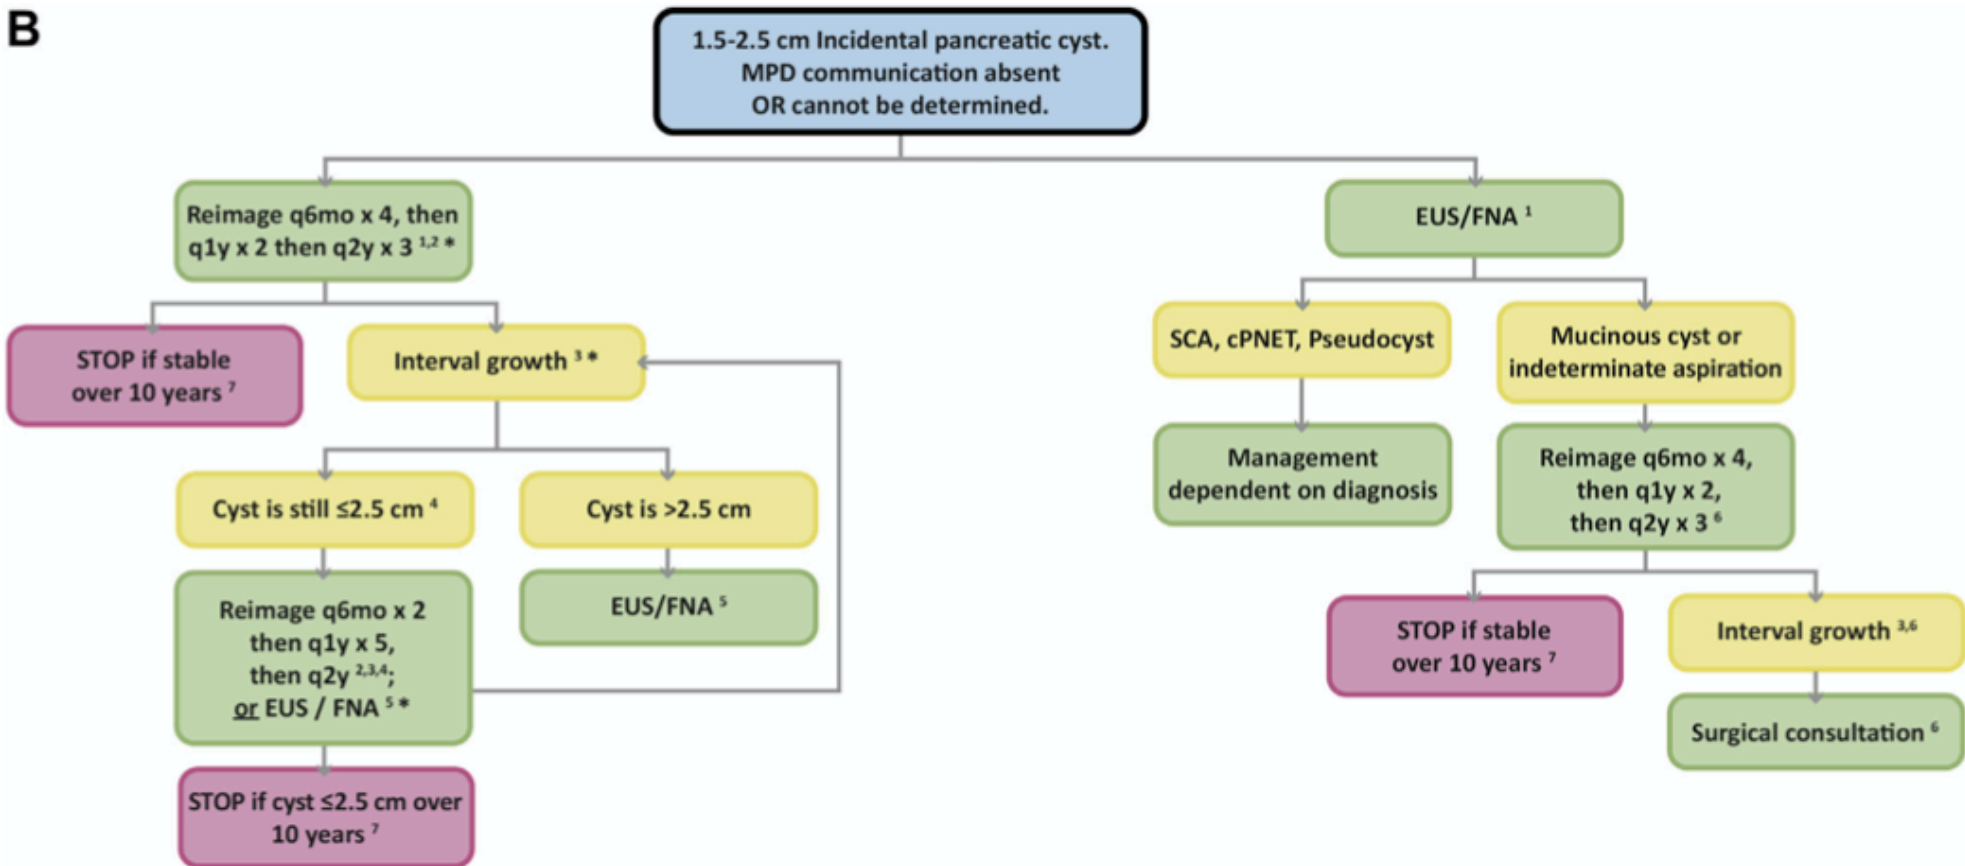 B
1.5-2.5 cm Incidental pancreatic cyst.
MPD communication absent
OR cannot be determined.
Reimage q6mo x 4, then
q1y x 2 then q2y x 3 1,2 *
EUS/FNA 1
STOP if stable
over 10 years 7
Interval growth 3 *
SCA, cPNET, Pseudocyst
Mucinous cyst or
indeterminate aspiration
Cyst is still ≤2.5 cm 4
Cyst is >2.5 cm
Management
dependent on diagnosis
Reimage q6mo x 4,
then q1y x 2,
then q2y x 3 6
Reimage q6mo x 2
then q1y x 5,
then q2y 2,3,4;
or EUS / FNA 5 *
EUS/FNA 5
STOP if stable
over 10 years 7
Interval growth 3,6
Surgical consultation 6
STOP if cyst ≤2.5 cm over
10 years 7